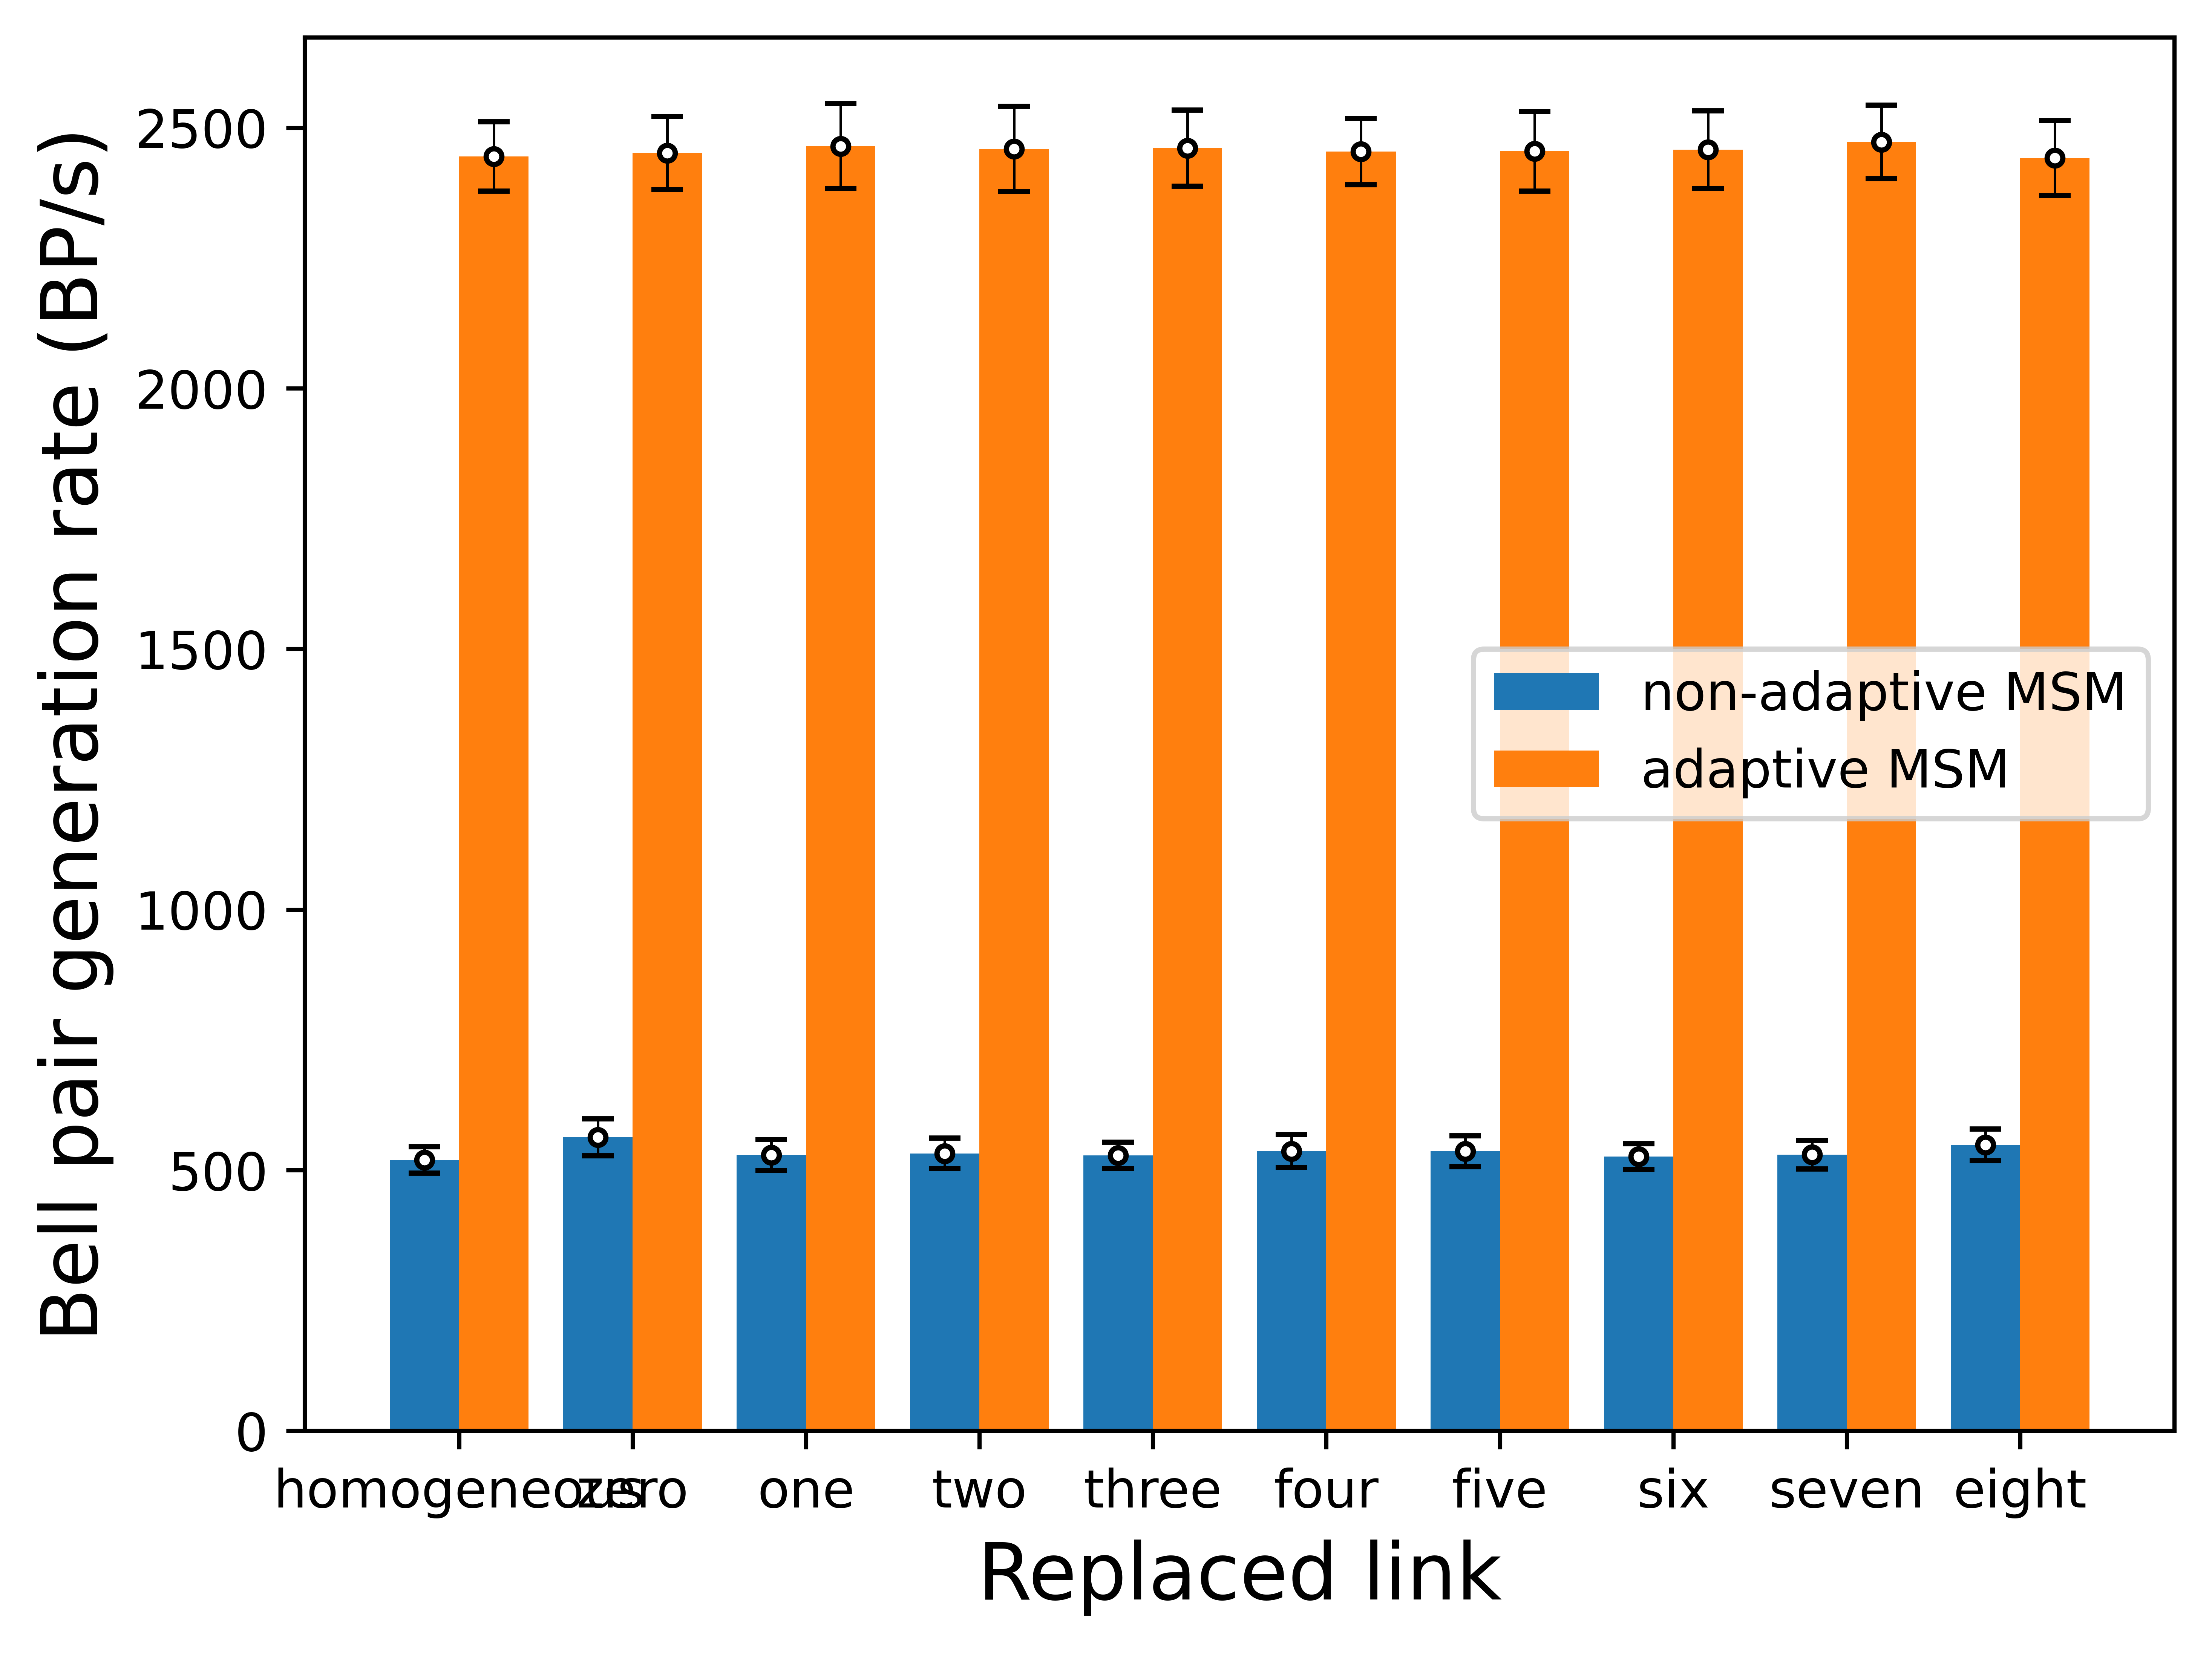 Bell pair generation rate (BP/s)
2500
2000
1500
1000
500
0
non-adaptive MSM
adaptive MSM
homogeneous zero one two three four five six seven eight
Replaced link